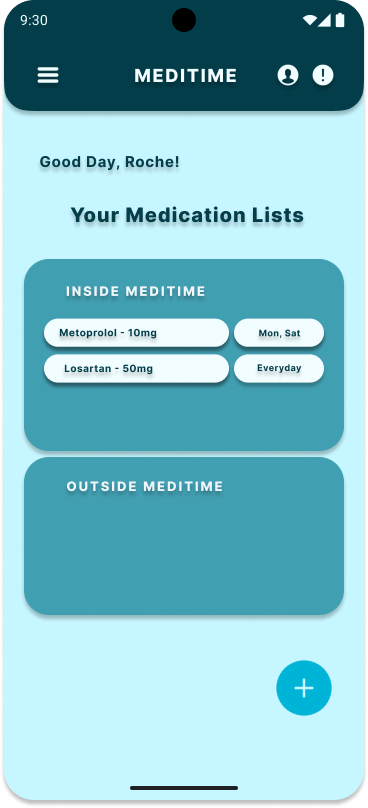 9:30
MEDITIME
Good Day, Roche!
Your Medication Lists
INSIDE MEDITIME
Metoprolol - 10mg Mon, Sat
Losartan - 50mg Everyday
OUTSIDE MEDITIME